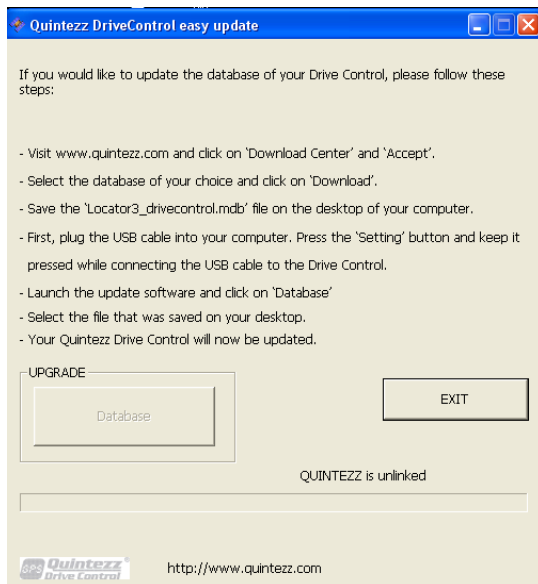 Quintezz DriveControl easy update
If you would like to update the database of your Drive Control, please follow these
steps:
- Visit www.quintezz.com and click on ‘Download Center’ and ‘Accept’.
- Select the database of your choice and click on ‘Download’.
- Save the ‘Locator3_drivecontrol.mdb’ file on the desktop of your computer.
- First, plug the USB cable into your computer. Press the ‘Setting’ button and keep it
pressed while connecting the USB cable to the Drive Control.
- Launch the update software and click on ‘Database’
- Select the file that was saved on your desktop.
- Your Quintezz Drive Control will now be updated.
UPGRADE
Database
EXIT
QUINTEZZ is unlinked
GPS Quintezz
Drive Control
http://www.quintezz.com